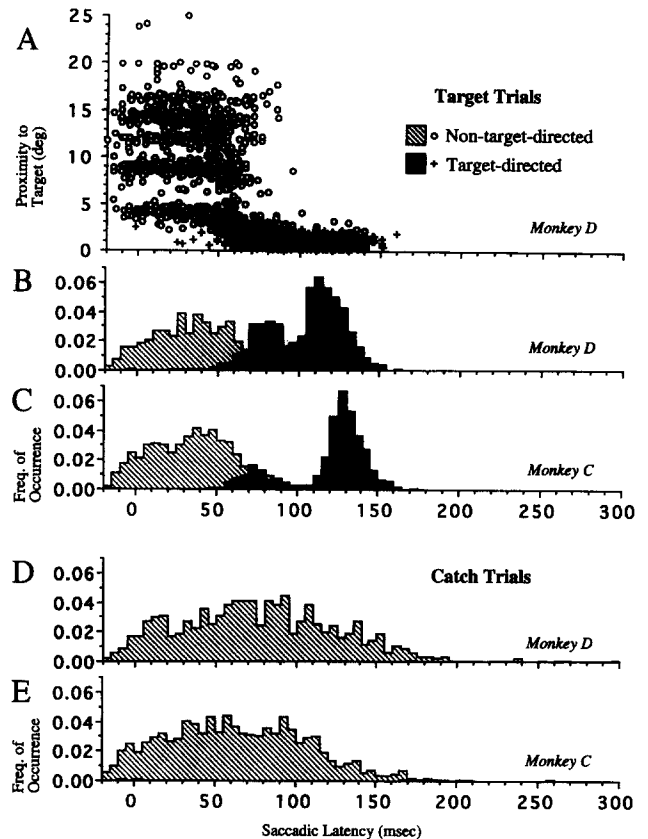 A
25
20
15
10
5
0
Proximity to
Target (deg)
Target Trials
Non-target-directed
Target-directed
Monkey D
B
0.06
0.04
0.02
0.00
Monkey D
C
0.06
0.04
0.02
0.00
Freq. of
Occurrence
Monkey C
0 50 100 150 200 250 300
D
0.06
0.04
0.02
0.00
Catch Trials
Monkey D
E
0.06
0.04
0.02
0.00
Freq. of
Occurrence
Monkey C
0 50 100 150 200 250 300
Saccadic Latency (msec)